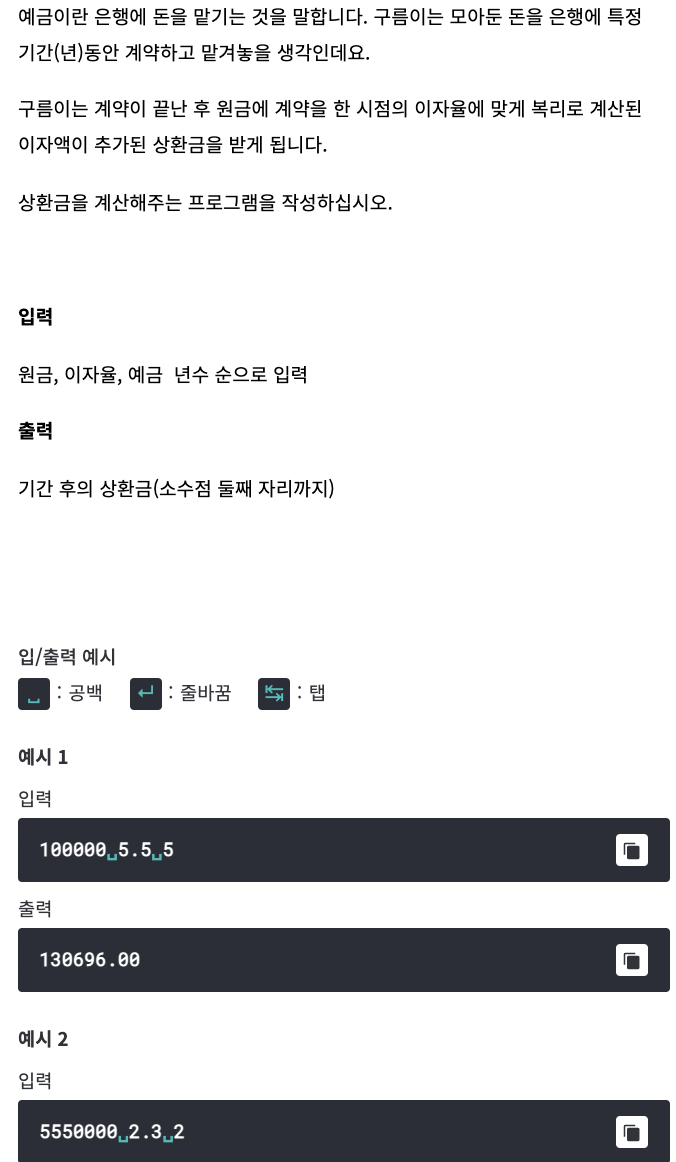 예금이란 은행에 돈을 맡기는 것을 말합니다. 구름이는 모아둔 돈을 은행에 특정
기간(년)동안 계약하고 맡겨놓을 생각인데요.
구름이는 계약이 끝난 후 원금에 계약을 한 시점의 이자율에 맞게 복리로 계산된
이자액이 추가된 상환금을 받게 됩니다.
상환금을 계산해주는 프로그램을 작성하십시오.
입력
원금, 이자율, 예금  년수 순으로 입력
출력
기간 후의 상환금(소수점 둘째 자리까지)
입/출력 예시
␣ : 공백 ↵ : 줄바꿈 ↹ : 탭
예시 1
입력
100000␣5.5␣5
출력
130696.00
예시 2
입력
5550000␣2.3␣2